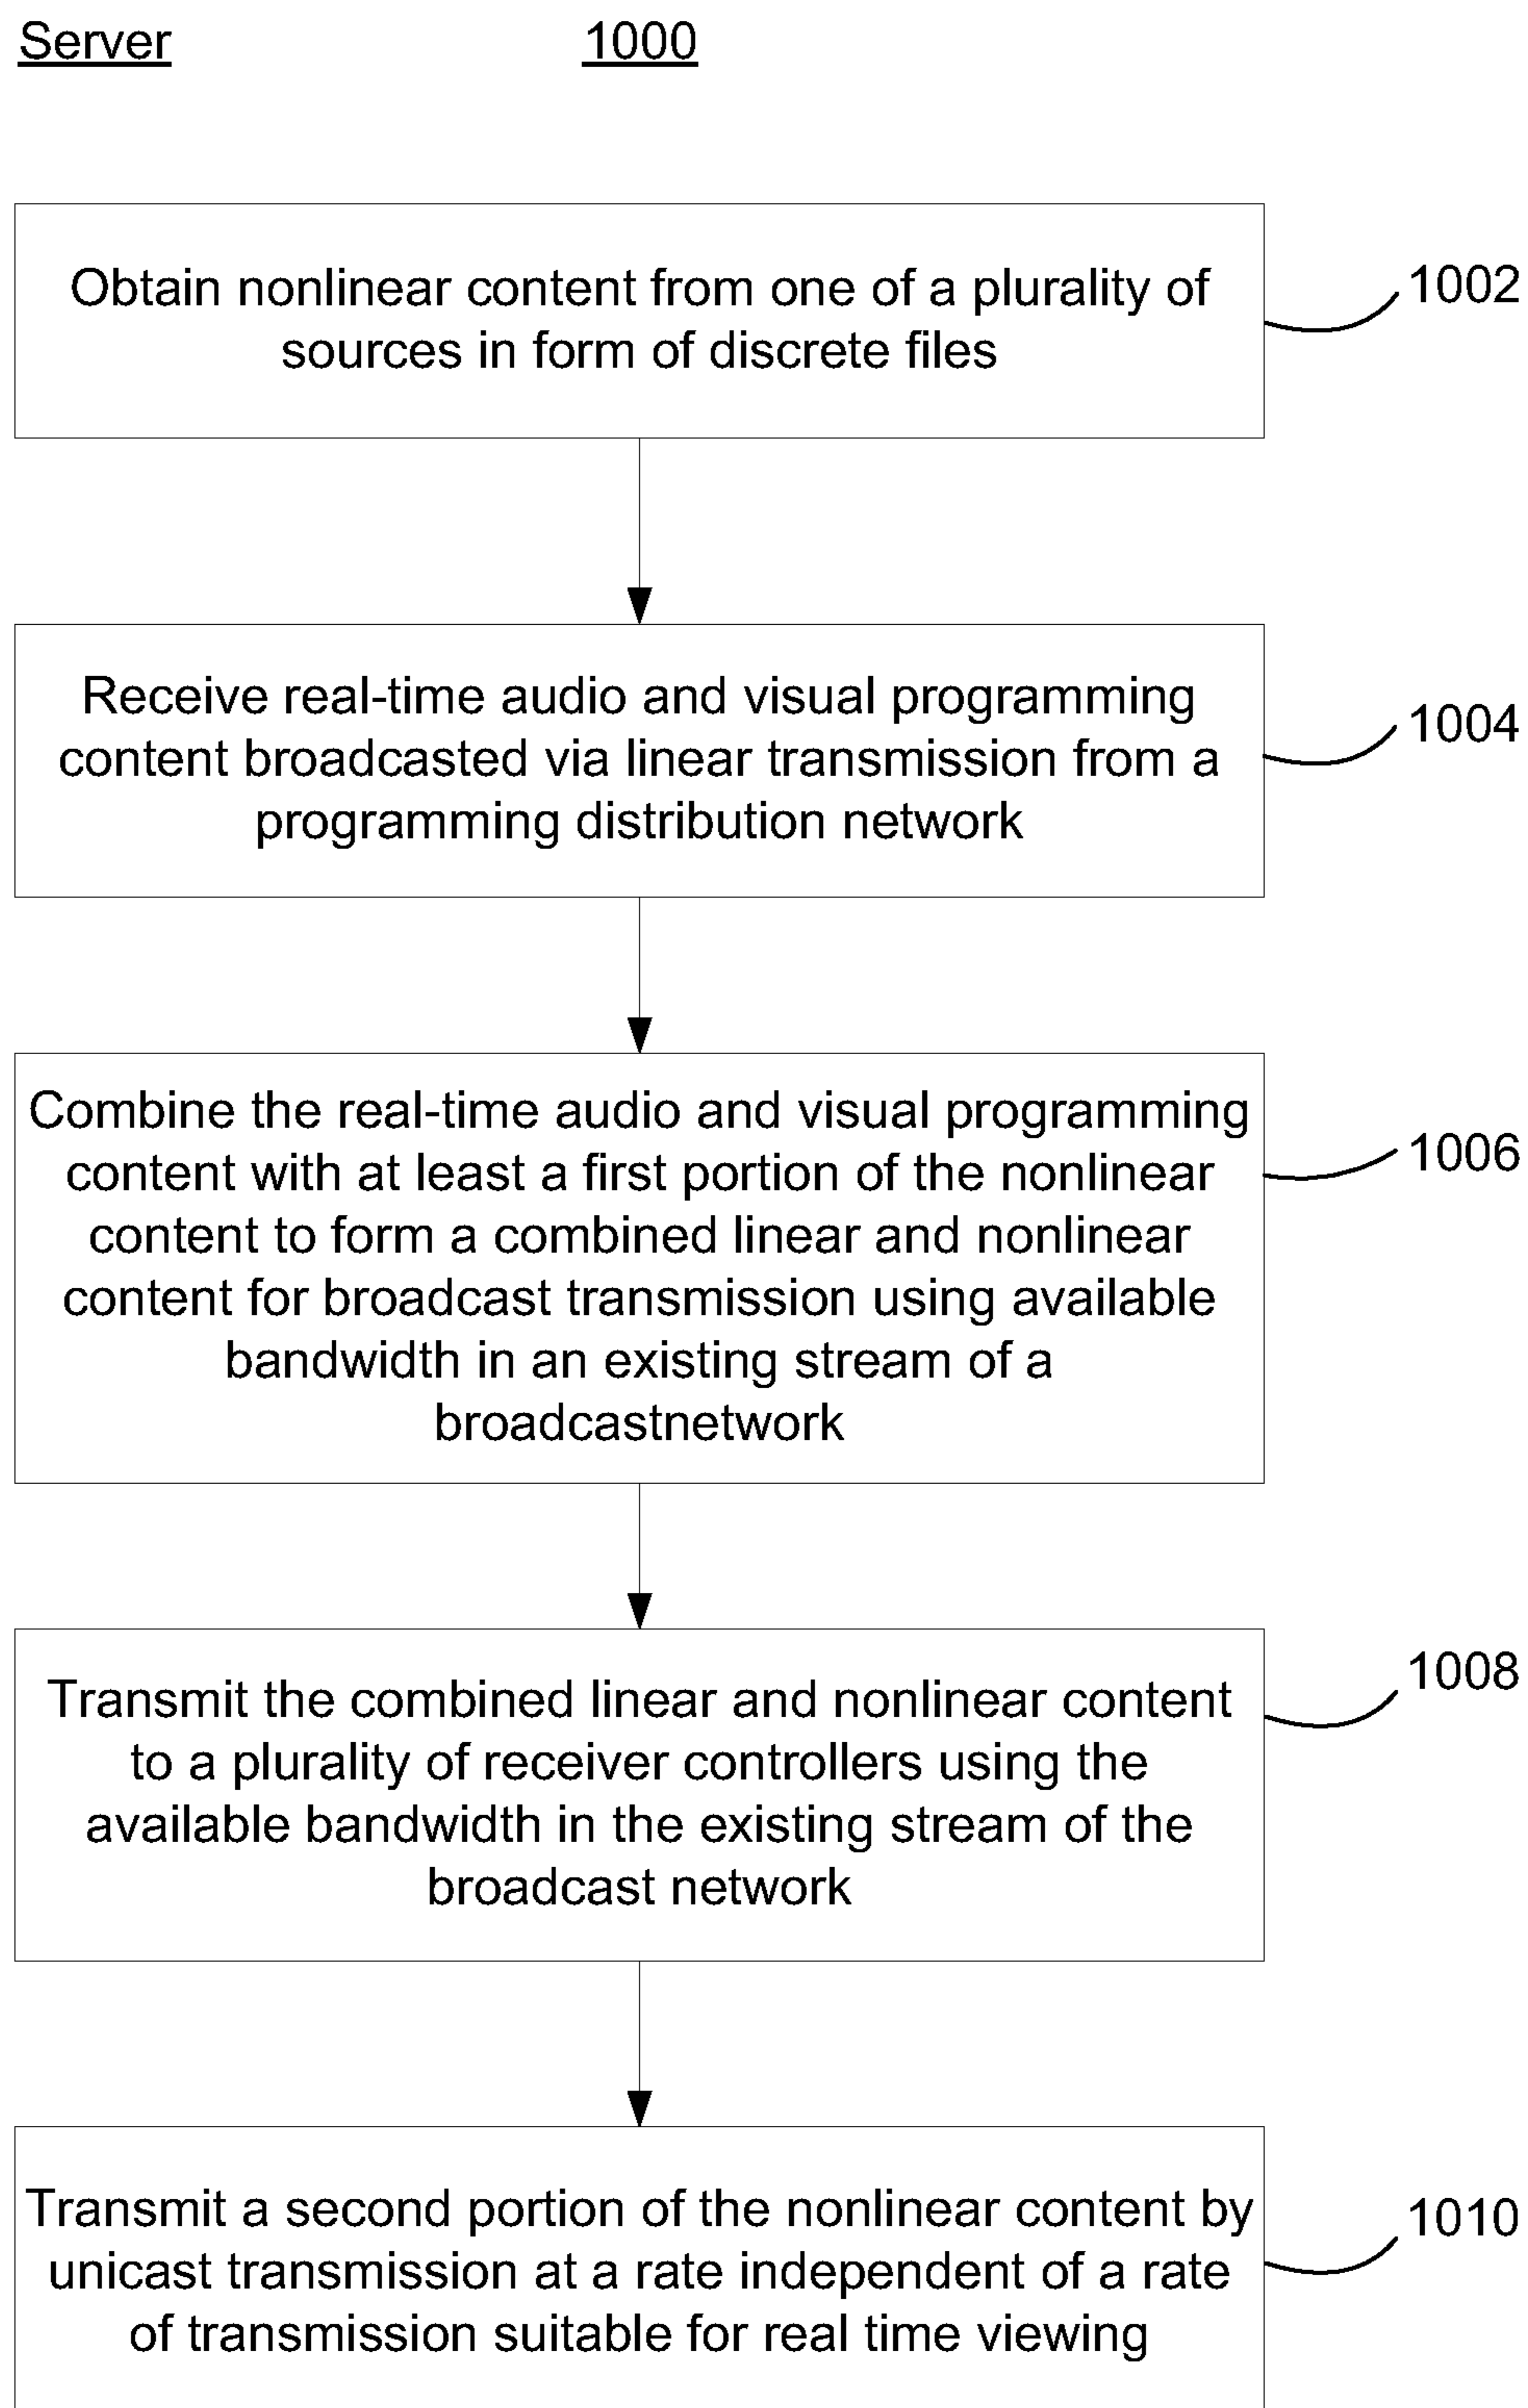 Server
1000
Obtain nonlinear content from one of a plurality of
sources in form of discrete files
1002
Receive real-time audio and visual programming
content broadcasted via linear transmission from a
programming distribution network
1004
Combine the real-time audio and visual programming
content with at least a first portion of the nonlinear
content to form a combined linear and nonlinear
content for broadcast transmission using available
bandwidth in an existing stream of a
broadcastnetwork
1006
Transmit the combined linear and nonlinear content
to a plurality of receiver controllers using the
available bandwidth in the existing stream of the
broadcast network
1008
Transmit a second portion of the nonlinear content by
unicast transmission at a rate independent of a rate
of transmission suitable for real time viewing
1010